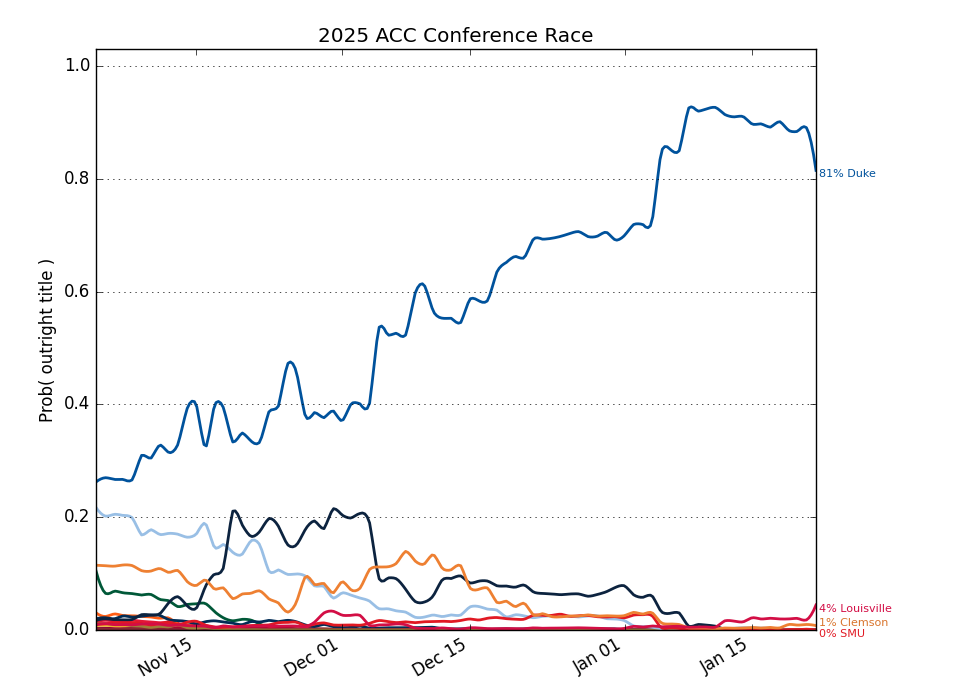 2025 ACC Conference Race
Prob( outright title )
1.0
0.8
0.6
0.4
0.2
0.0
81% Duke
4% Louisville
1% Clemson
0% SMU
Nov 15
Dec 01
Dec 15
Jan 01
Jan 15